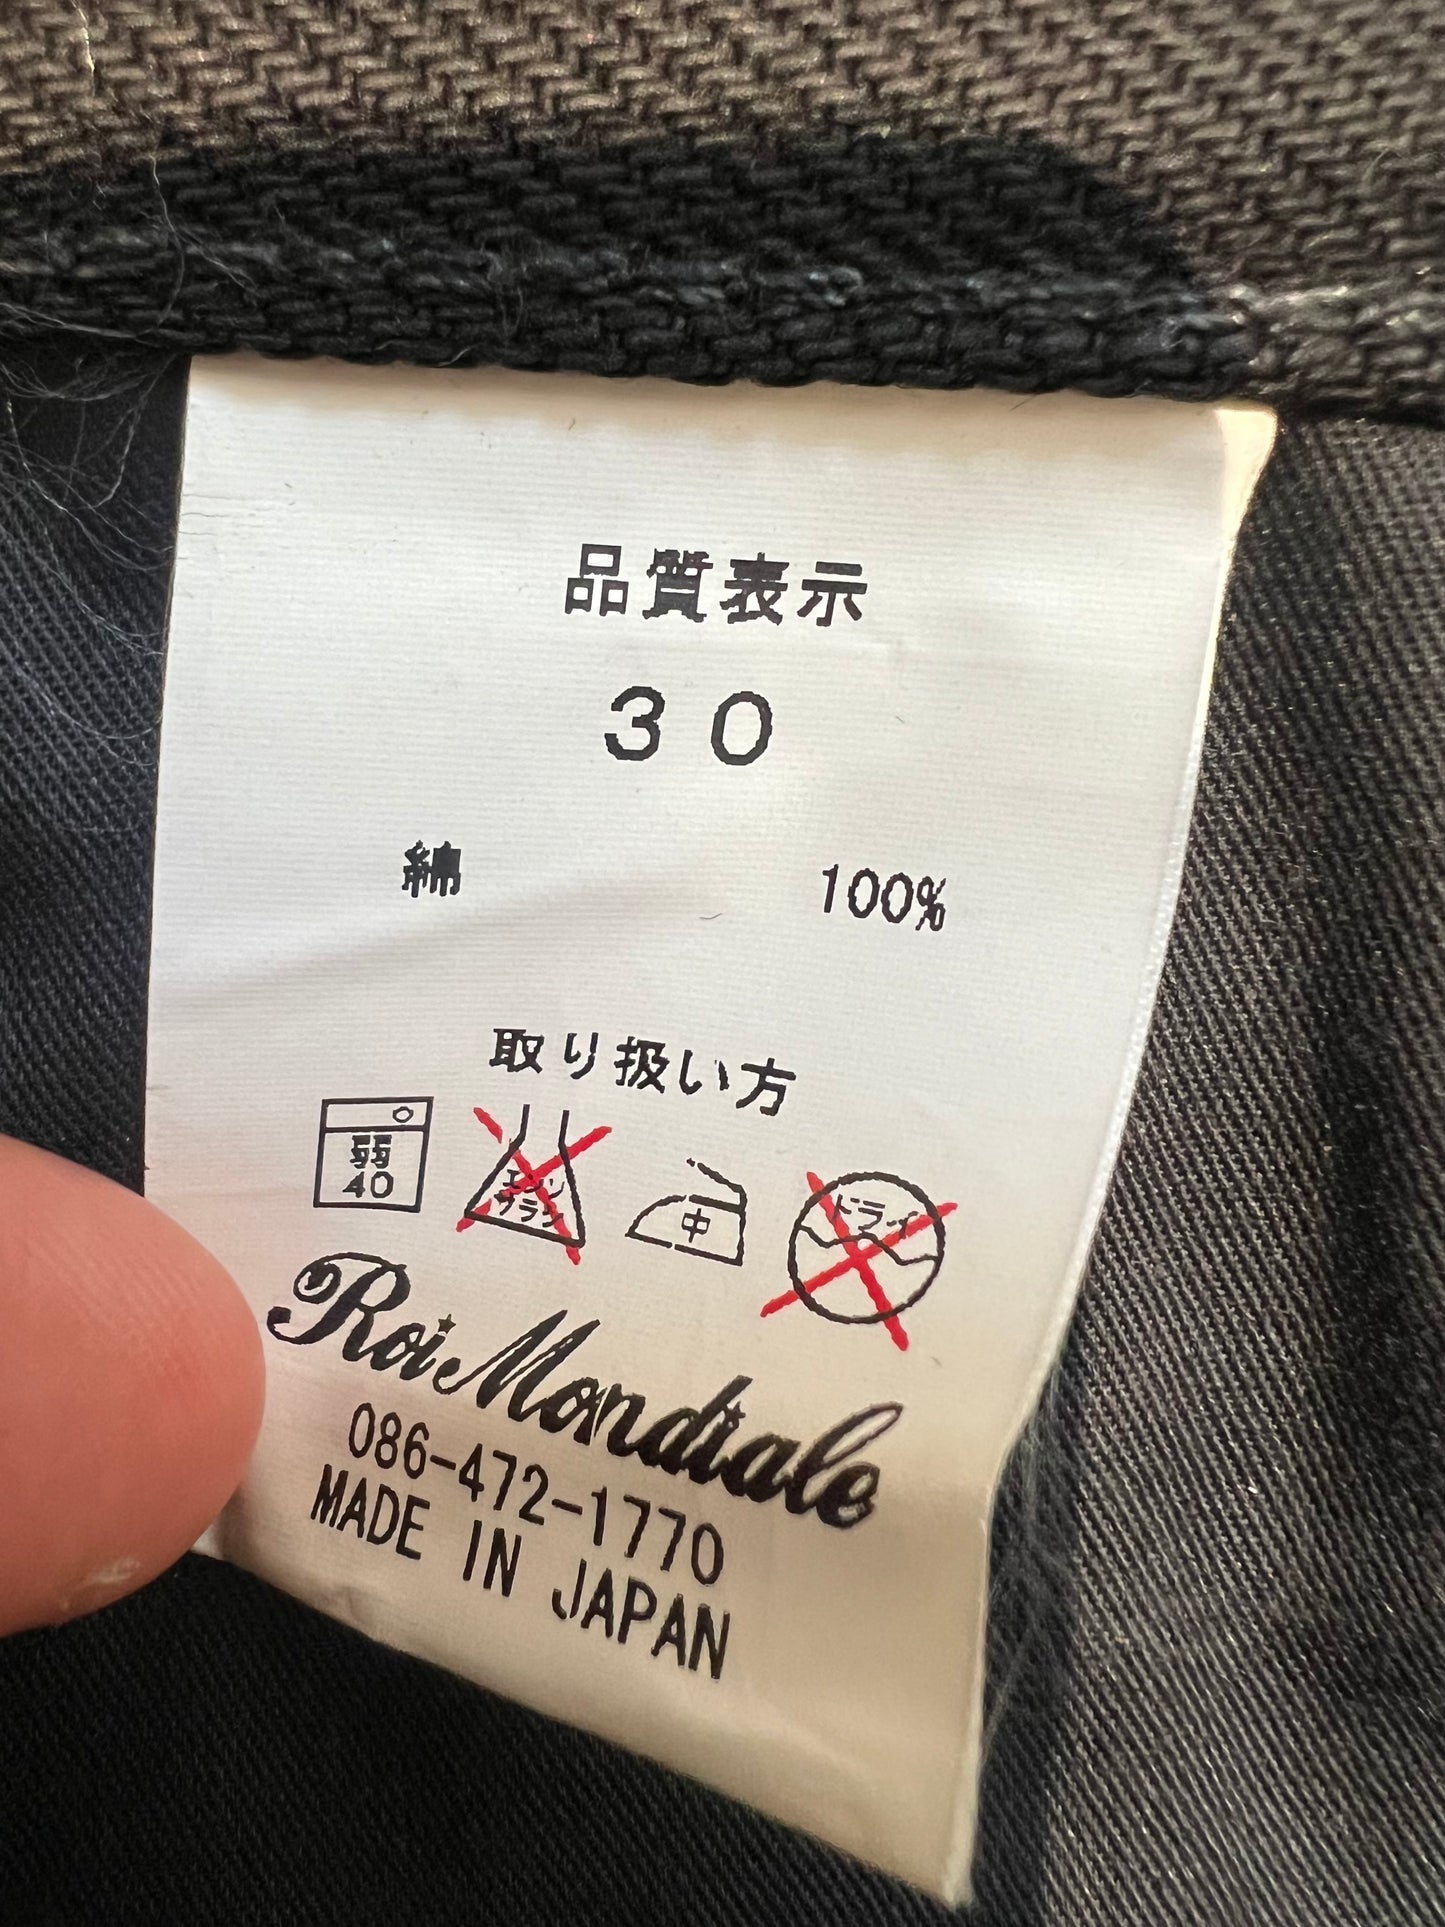 品質表示
30
綿 100%
取り扱い方
弱 40 エンソ サラシ 中 ドライ
Roi Mondiale
086-472-1770
MADE IN JAPAN